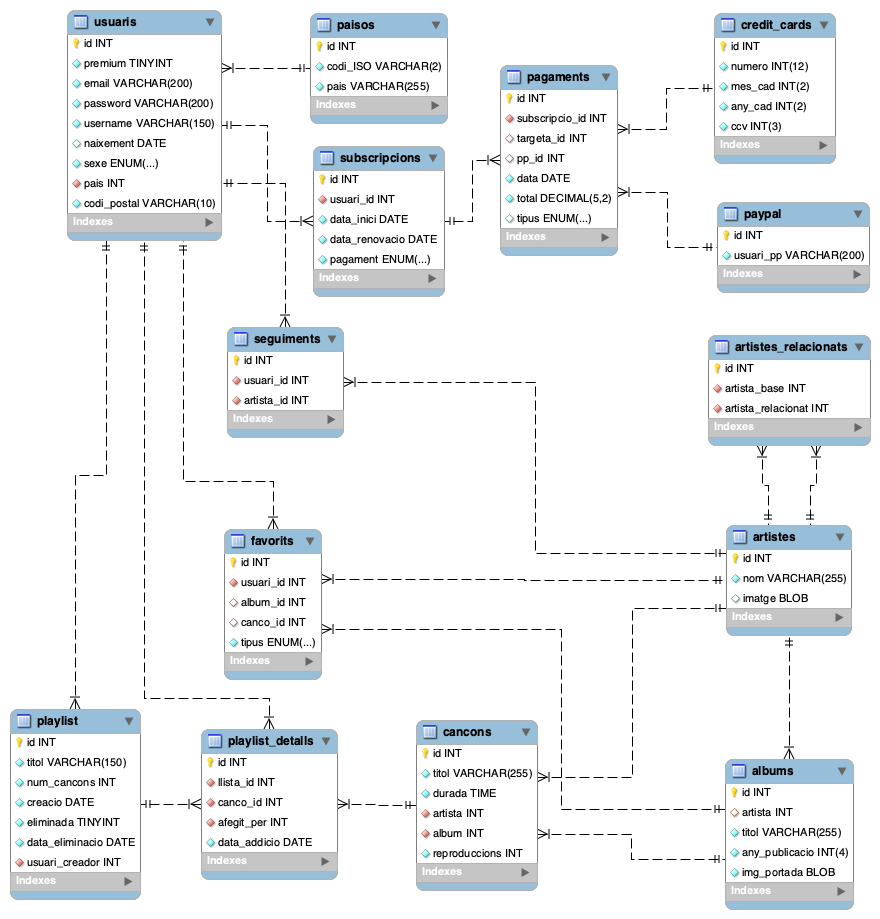 usuaris
id INT
premium TINYINT
email VARCHAR(200)
password VARCHAR(200)
username VARCHAR(150)
naixement DATE
sexe ENUM(...)
pais INT
codi_postal VARCHAR(10)
Indexes
paisos
id INT
codi_ISO VARCHAR(2)
pais VARCHAR(255)
Indexes
subscripcions
id INT
usuari_id INT
data_inici DATE
data_renovacio DATE
pagament ENUM(...)
Indexes
pagaments
id INT
subscripcio_id INT
targeta_id INT
pp_id INT
data DATE
total DECIMAL(5,2)
tipus ENUM(...)
Indexes
credit_cards
id INT
numero INT(12)
mes_cad INT(2)
any_cad INT(2)
ccv INT(3)
Indexes
paypal
id INT
usuari_pp VARCHAR(200)
Indexes
seguiments
id INT
usuari_id INT
artista_id INT
Indexes
artistes_relacionats
id INT
artista_base INT
artista_relacionat INT
Indexes
favorits
id INT
usuari_id INT
album_id INT
canco_id INT
tipus ENUM(...)
Indexes
artistes
id INT
nom VARCHAR(255)
imatge BLOB
Indexes
playlist
id INT
titol VARCHAR(150)
num_cancons INT
creacio DATE
eliminada TINYINT
data_eliminacio DATE
usuari_creador INT
Indexes
playlist_details
id INT
llista_id INT
canco_id INT
afegit_per INT
data_addicio DATE
Indexes
cancons
id INT
titol VARCHAR(255)
durada TIME
artista INT
album INT
reproduccions INT
Indexes
albums
id INT
artista INT
titol VARCHAR(255)
any_publicacio INT(4)
img_portada BLOB
Indexes